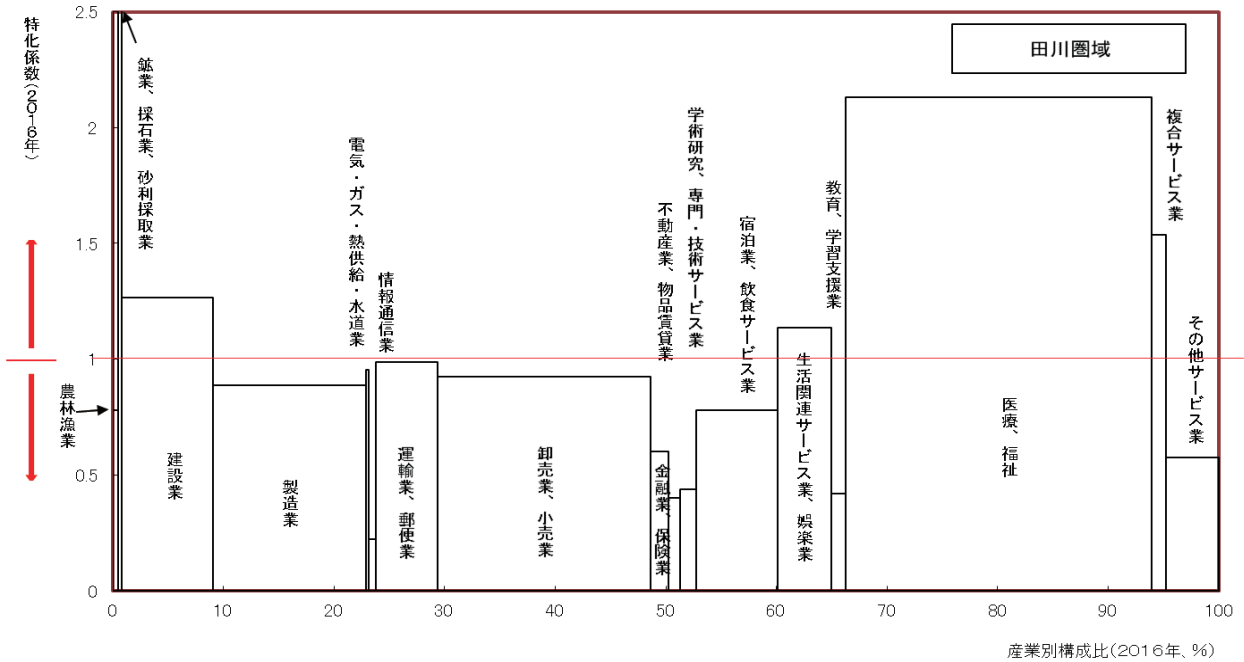 特化係数(2016年)
2.5
2
1.5
1
0.5
0
田川圏域
鉱業、採石業、砂利採取業
農林漁業
建設業
製造業
電気・ガス・熱供給・水道業
情報通信業
運輸業、郵便業
卸売業、小売業
金融業、保険業
不動産業、物品賃貸業
学術研究、専門・技術サービス業
宿泊業、飲食サービス業
生活関連サービス業、娯楽業
教育、学習支援業
医療、福祉
複合サービス業
その他サービス業
0 10 20 30 40 50 60 70 80 90 100
産業別構成比(2016年、%)